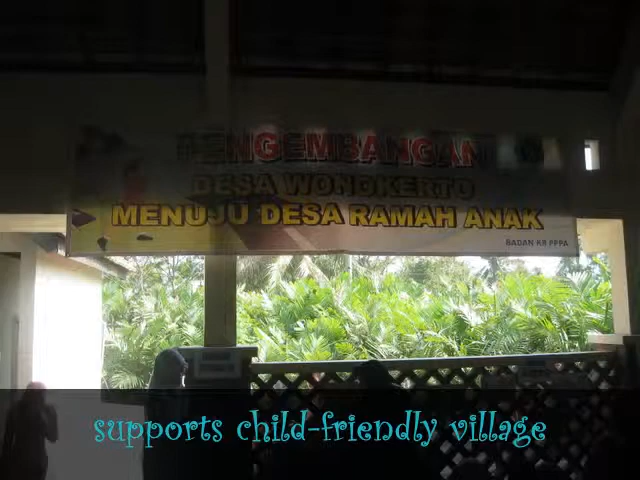 PENGEMBANGAN
DESA WONOKERTO
MENUJU DESA RAMAH ANAK
BADAN KB PPPA
supports child-friendly village